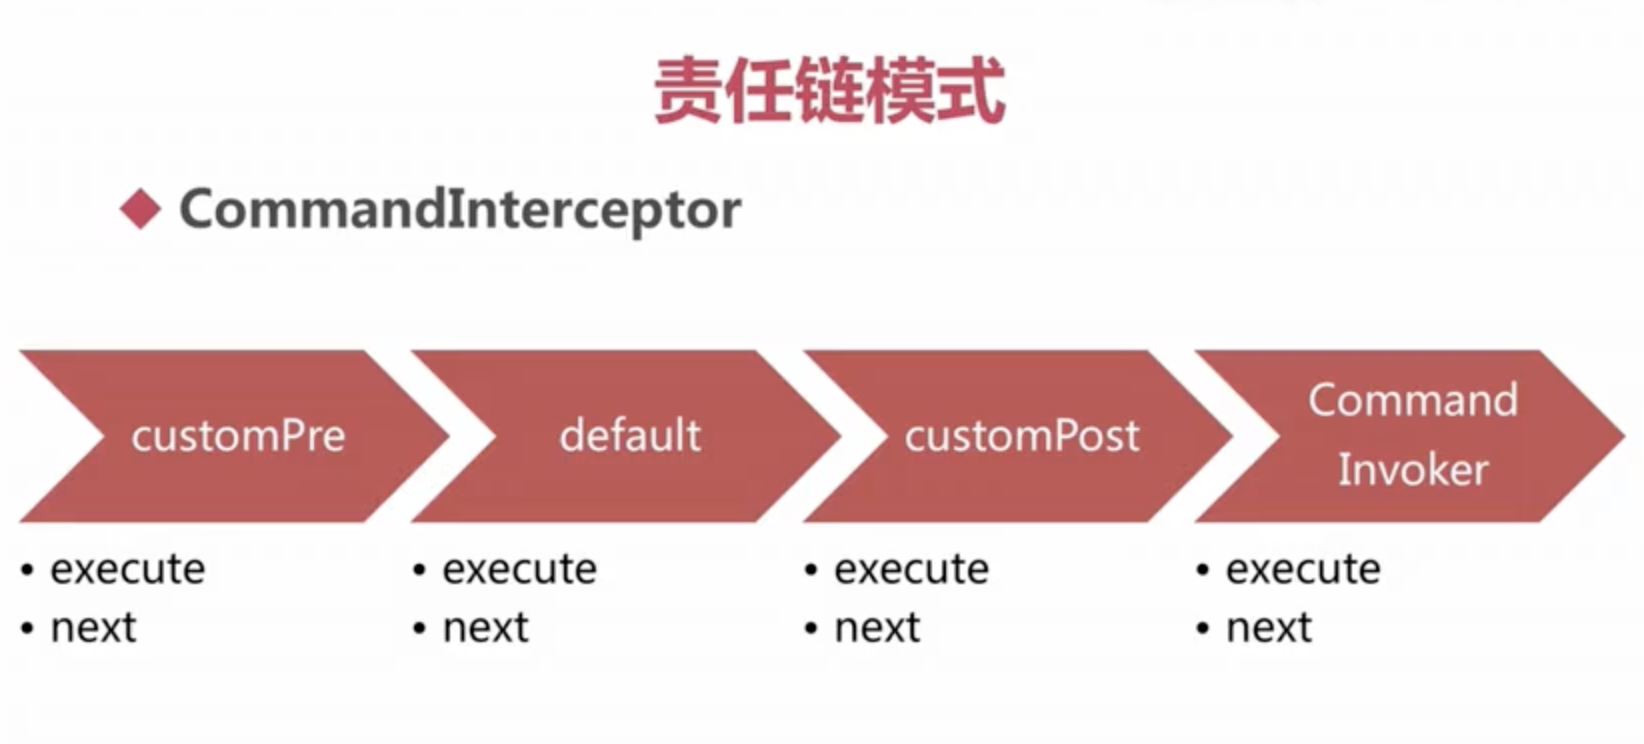 责任链模式
CommandInterceptor
customPre
default
customPost
Command
Invoker
• execute
• next
• execute
• next
• execute
• next
• execute
• next